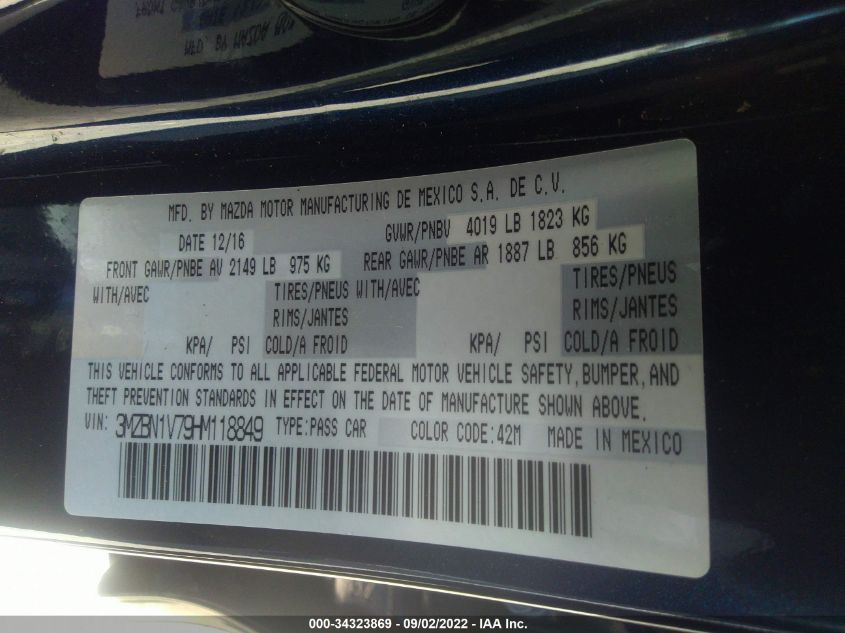 MFD. BY MAZDA MOTOR MANUFACTURING DE MEXICO S.A. DE C.V.
DATE 12/16 GVWR/PNBV 4019 LB 1823 KG
FRONT GAWR/PNBE AV 2149 LB 975 KG REAR GAWR/PNBE AR 1887 LB 856 KG
WITH/AVEC TIRES/PNEUS WITH/AVEC TIRES/PNEUS
RIMS/JANTES RIMS/JANTES
KPA/ PSI COLD/A FROID KPA/ PSI COLD/A FROID
THIS VEHICLE CONFORMS TO ALL APPLICABLE FEDERAL MOTOR VEHICLE SAFETY, BUMPER, AND
THEFT PREVENTION STANDARDS IN EFFECT ON THE DATE OF MANUFACTURE SHOWN ABOVE.
VIN: 3MZBN1V79HM118849 TYPE:PASS CAR COLOR CODE:42M MADE IN MEXICO
000-34323869 - 09/02/2022 - IAA Inc.